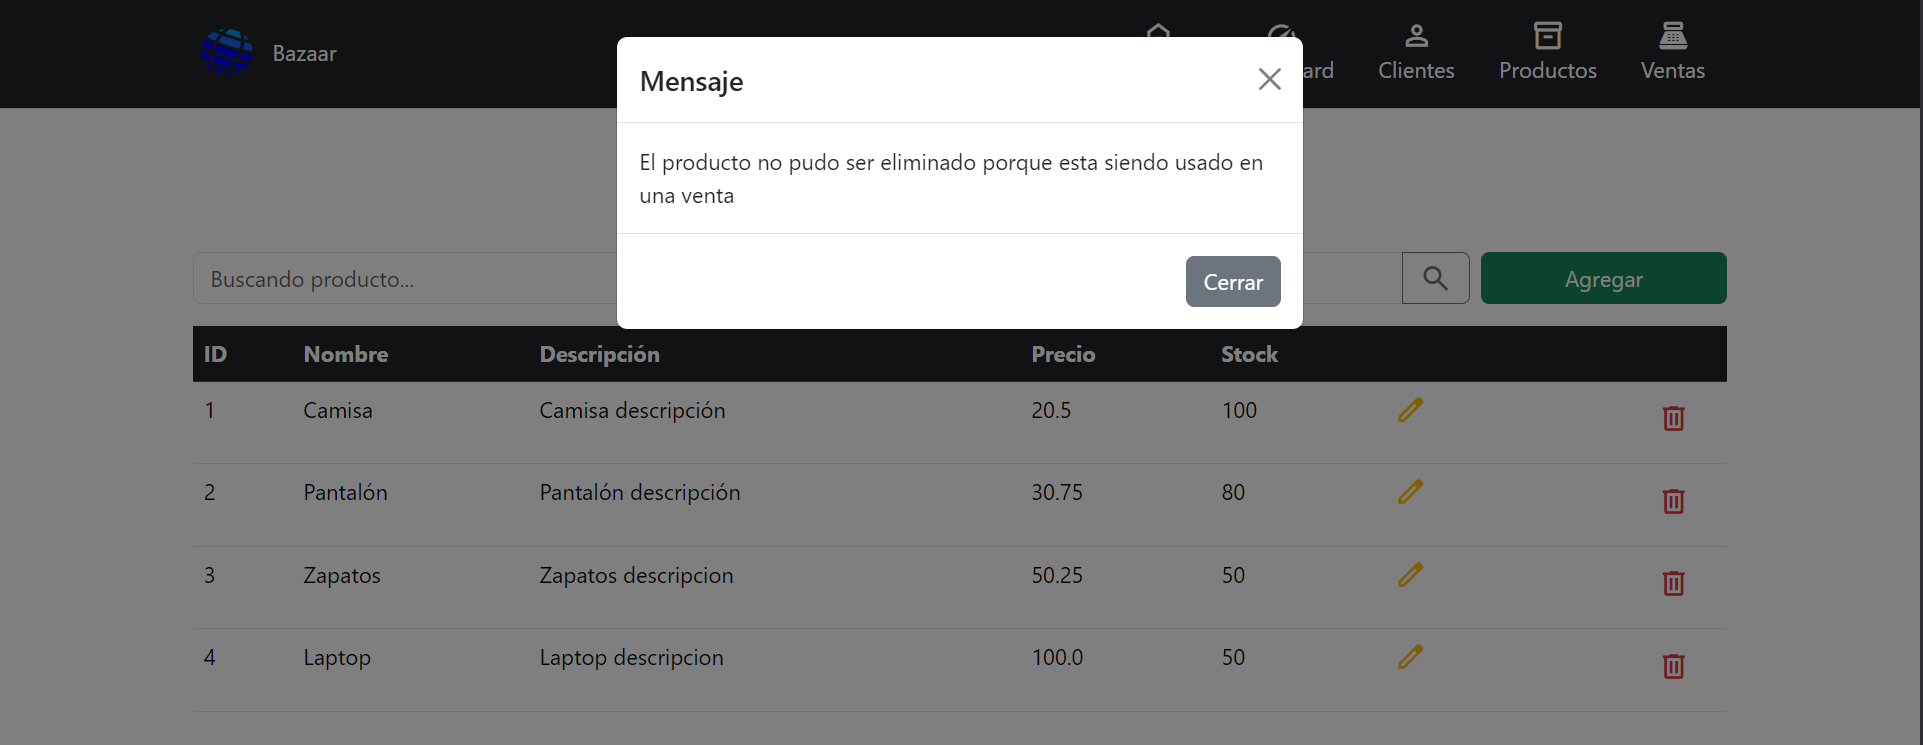 Bazaar
ard
Clientes
Productos
Ventas
Mensaje
El producto no pudo ser eliminado porque esta siendo usado en
una venta
Cerrar
Buscando producto...
Agregar
ID Nombre Descripción Precio Stock
1 Camisa Camisa descripción 20.5 100
2 Pantalón Pantalón descripción 30.75 80
3 Zapatos Zapatos descripcion 50.25 50
4 Laptop Laptop descripcion 100.0 50